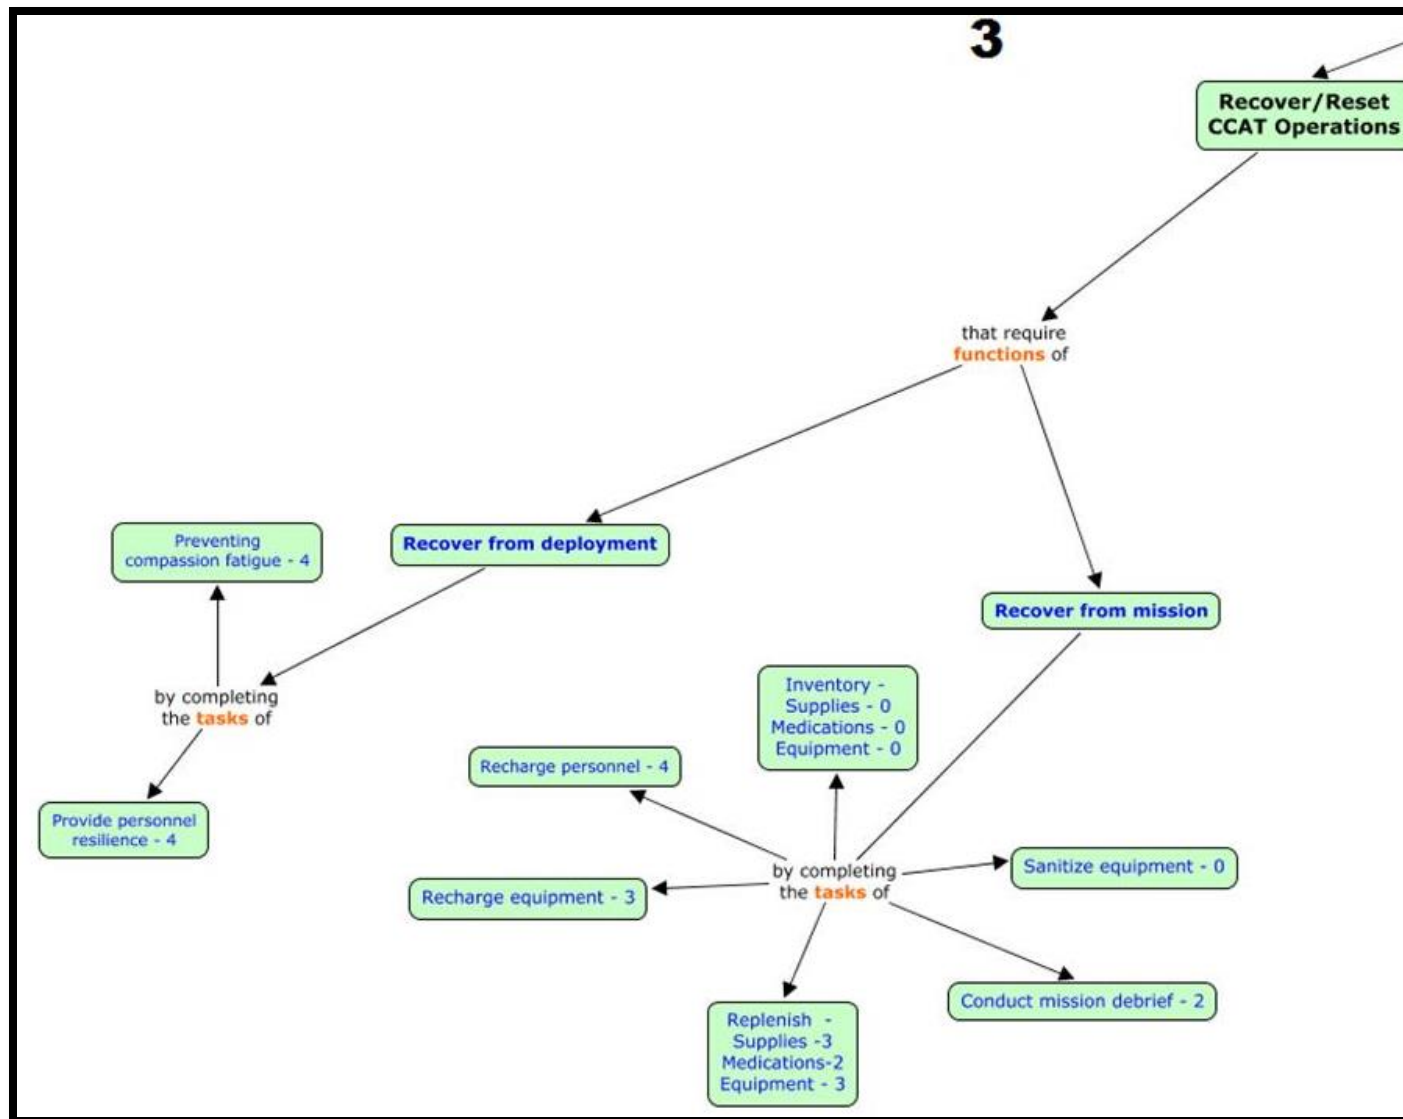 3
Recover/Reset
CCAT Operations
that require
functions of
Preventing
compassion fatigue - 4
Recover from deployment
Recover from mission
by completing
the tasks of
Inventory -
Supplies - 0
Medications - 0
Equipment - 0
Recharge personnel - 4
Provide personnel
resilience - 4
by completing
the tasks of
Sanitize equipment - 0
Recharge equipment - 3
Conduct mission debrief - 2
Replenish -
Supplies -3
Medications-2
Equipment - 3